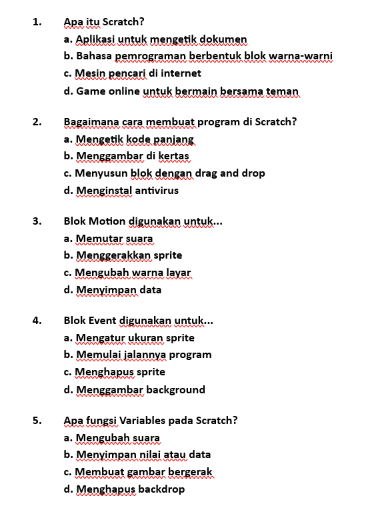 1. Apa itu Scratch?
a. Aplikasi untuk mengetik dokumen
b. Bahasa pemrograman berbentuk blok warna-warni
c. Mesin pencari di internet
d. Game online untuk bermain bersama teman
2. Bagaimana cara membuat program di Scratch?
a. Mengetik kode panjang
b. Menggambar di kertas
c. Menyusun blok dengan drag and drop
d. Menginstal antivirus
3. Blok Motion digunakan untuk...
a. Memutar suara
b. Menggerakkan sprite
c. Mengubah warna layar
d. Menyimpan data
4. Blok Event digunakan untuk...
a. Mengatur ukuran sprite
b. Memulai jalannya program
c. Menghapus sprite
d. Menggambar background
5. Apa fungsi Variables pada Scratch?
a. Mengubah suara
b. Menyimpan nilai atau data
c. Membuat gambar bergerak
d. Menghapus backdrop